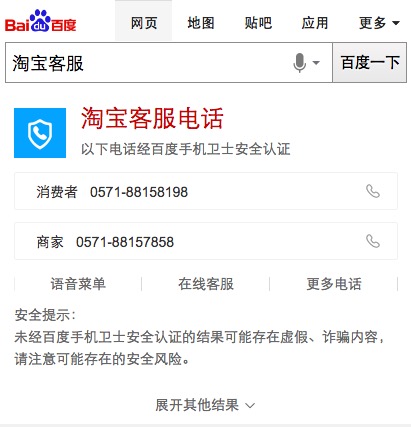 Bai du 百度 网页 地图 贴吧 应用 更多
淘宝客服 百度一下
淘宝客服电话
以下电话经百度手机卫士安全认证
消费者 0571-88158198
商家 0571-88157858
语音菜单 在线客服 更多电话
安全提示：
未经百度手机卫士安全认证的结果可能存在虚假、诈骗内容，
请注意可能存在的安全风险。
展开其他结果